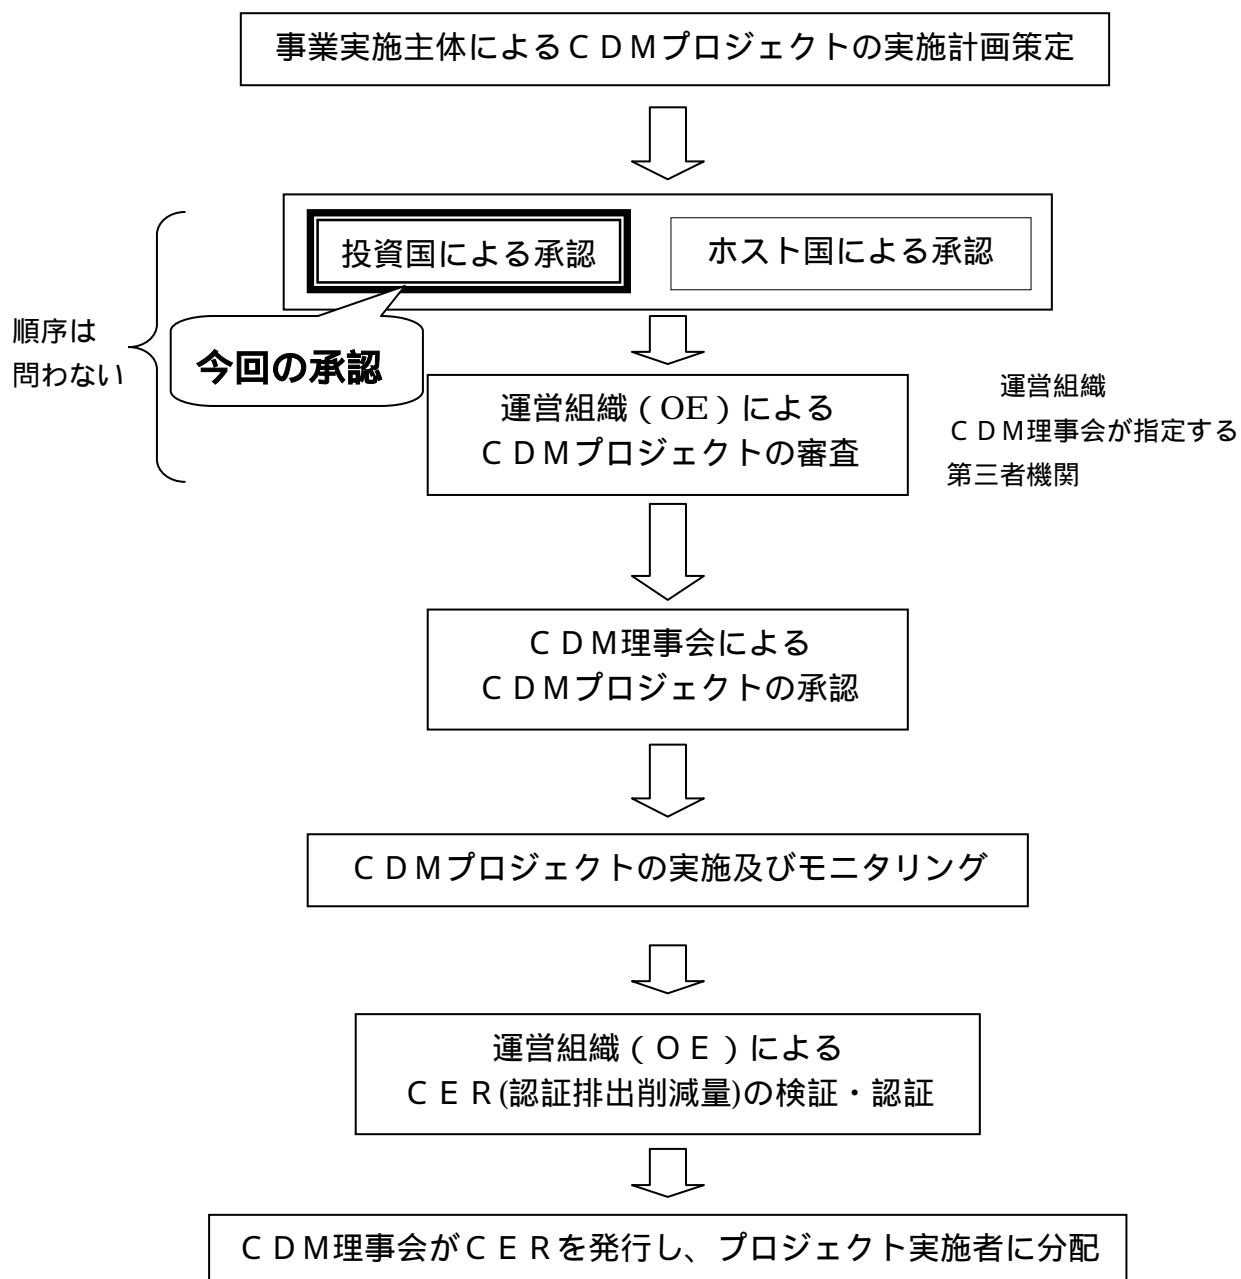 事業実施主体によるＣＤＭプロジェクトの実施計画策定
投資国による承認
ホスト国による承認
順序は
問わない
今回の承認
運営組織（OE）による
ＣＤＭプロジェクトの審査
運営組織
ＣＤＭ理事会が指定する
第三者機関
ＣＤＭ理事会による
ＣＤＭプロジェクトの承認
ＣＤＭプロジェクトの実施及びモニタリング
運営組織（ＯＥ）による
ＣＥＲ(認証排出削減量)の検証・認証
ＣＤＭ理事会がＣＥＲを発行し、プロジェクト実施者に分配